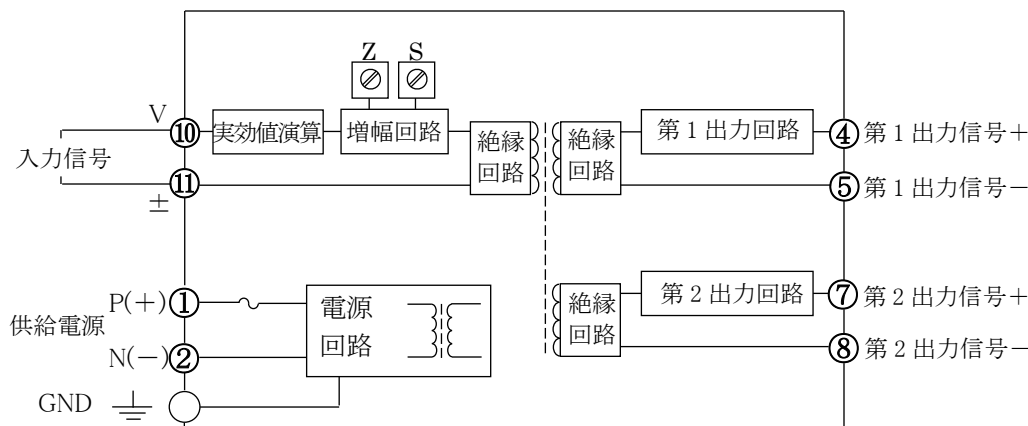 Z S
V ⑩ 実効値演算 増幅回路 絶縁回路 絶縁回路 第1出力回路 ④ 第1出力信号+
入力信号
⑪ ± ⑤ 第1出力信号-
P(+) ① 電源回路 絶縁回路 第2出力回路 ⑦ 第2出力信号+
供給電源
N(-) ② ⑧ 第2出力信号-
GND